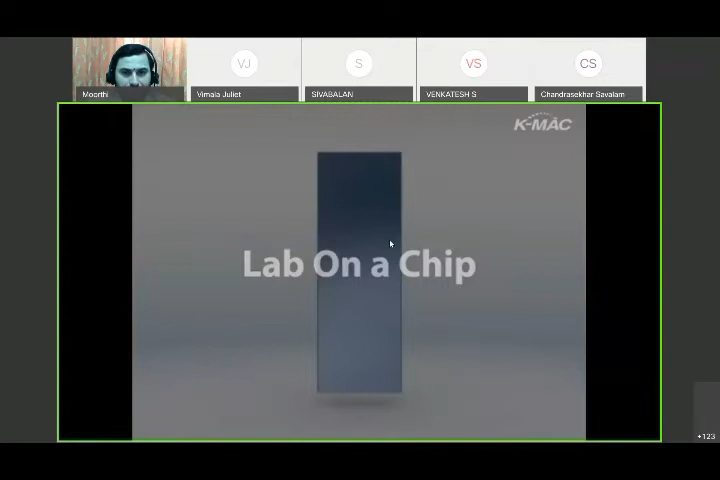 VJ
S
VS
CS
Moorthi
Vimala Juliet
SIVABALAN
VENKATESH S
Chandrasekhar Savalam
K-MAC
Lab On a Chip
+123